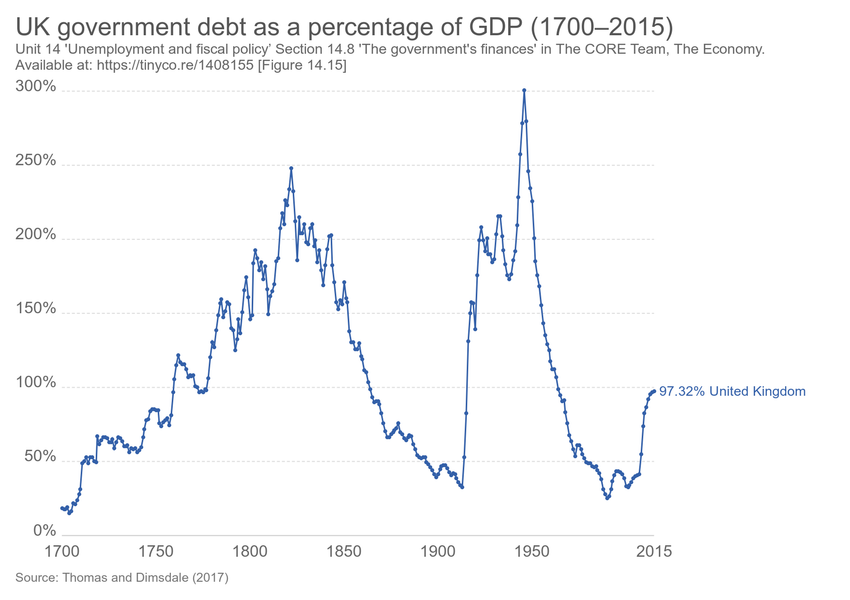 UK government debt as a percentage of GDP (1700–2015)
Unit 14 'Unemployment and fiscal policy’ Section 14.8 'The government's finances' in The CORE Team, The Economy.
Available at: https://tinyco.re/1408155 [Figure 14.15]
300%
250%
200%
150%
100%
97.32% United Kingdom
50%
0%
1700 1750 1800 1850 1900 1950 2015
Source: Thomas and Dimsdale (2017)